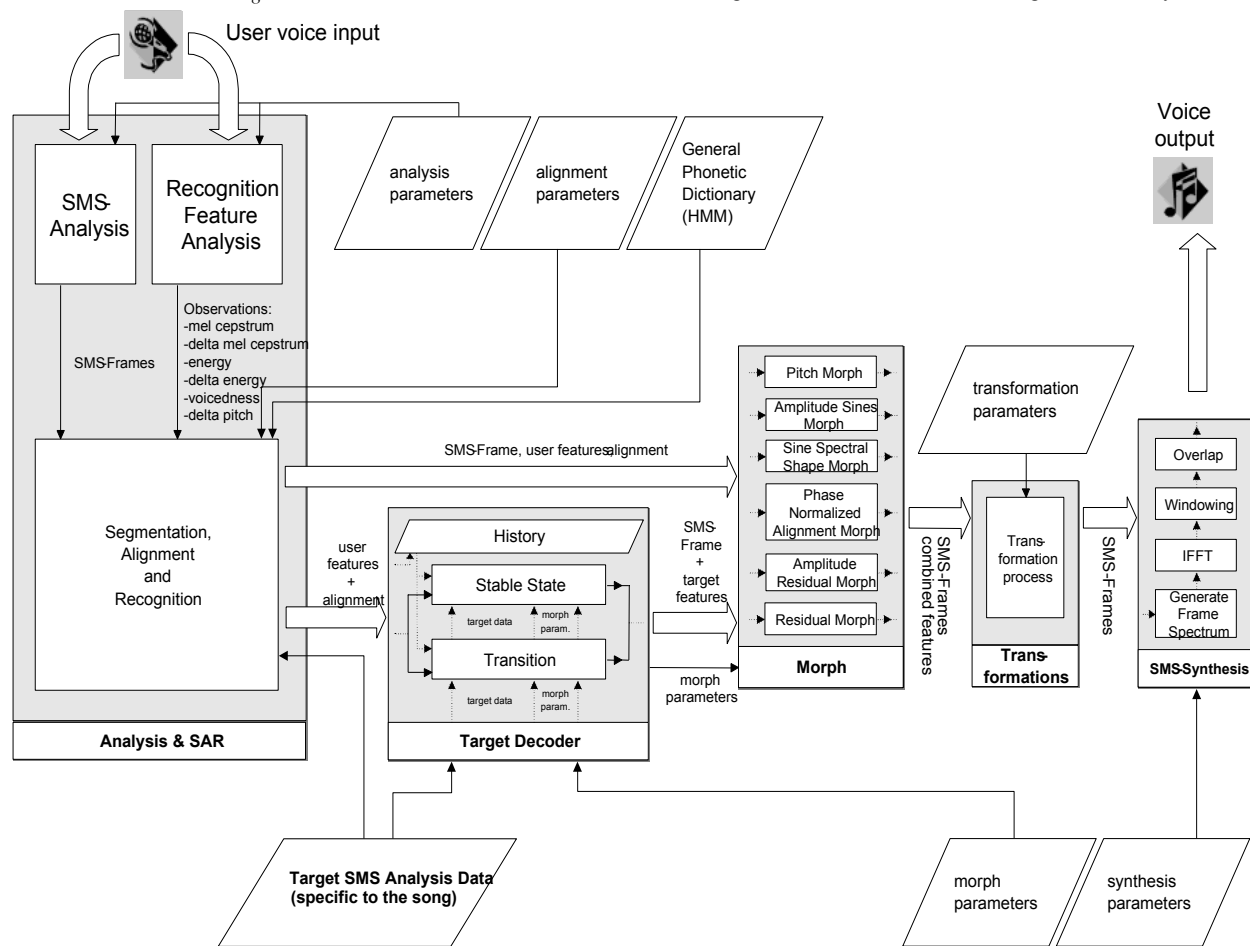 User voice input
Voice
output
SMS-
Analysis
Recognition
Feature
Analysis
analysis
parameters
alignment
parameters
General
Phonetic
Dictionary
(HMM)
SMS-Frames
Observations:
-mel cepstrum
-delta mel cepstrum
-energy
-delta energy
-voicedness
-delta pitch
Segmentation,
Alignment
and
Recognition
Analysis & SAR
SMS-Frame, user features,alignment
user
features
+
alignment
History
Stable State
target data
morph
param.
Transition
target data
morph
param.
Target Decoder
SMS-
Frame
+
target
features
morph
parameters
Pitch Morph
Amplitude Sines
Morph
Sine Spectral
Shape Morph
Phase
Normalized
Alignment Morph
Amplitude
Residual Morph
Residual Morph
Morph
SMS-Frames
combined features
transformation
paramaters
Trans-
formation
process
Trans-
formations
SMS-Frames
Overlap
Windowing
IFFT
Generate
Frame
Spectrum
SMS-Synthesis
Target SMS Analysis Data
(specific to the song)
morph
parameters
synthesis
parameters